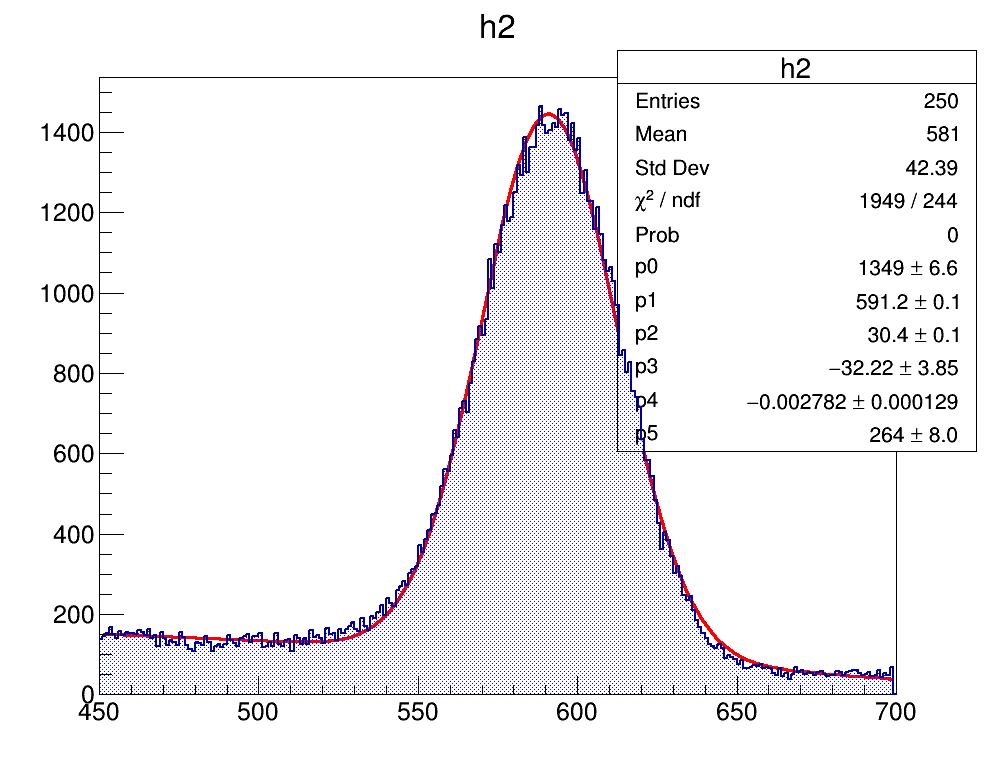 h2
h2
Entries 250
Mean 581
Std Dev 42.39
χ² / ndf 1949 / 244
Prob 0
p0 1349 ± 6.6
p1 591.2 ± 0.1
p2 30.4 ± 0.1
p3 −32.22 ± 3.85
p4 −0.002782 ± 0.000129
p5 264 ± 8.0
1400
1200
1000
800
600
400
200
0
450 500 550 600 650 700